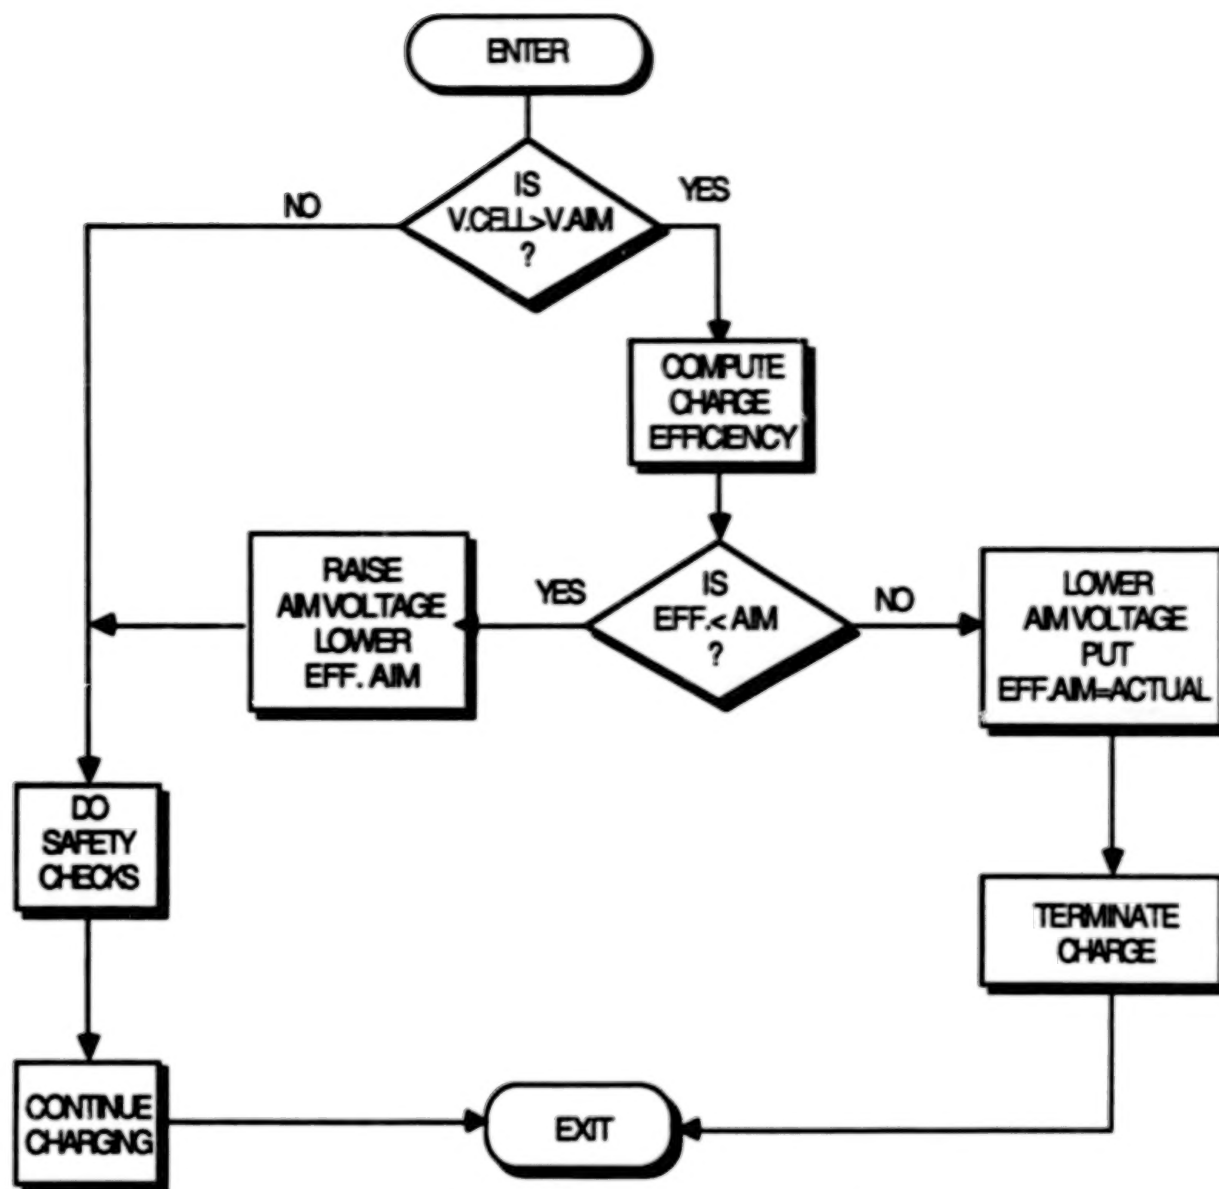 ENTER
IS
V.CELL>V.AIM
?
NO
YES
COMPUTE
CHARGE
EFFICIENCY
RAISE
AIM VOLTAGE
LOWER
EFF. AIM
YES
IS
EFF.< AIM
?
NO
LOWER
AIM VOLTAGE
PUT
EFF.AIM=ACTUAL
DO
SAFETY
CHECKS
TERMINATE
CHARGE
CONTINUE
CHARGING
EXIT